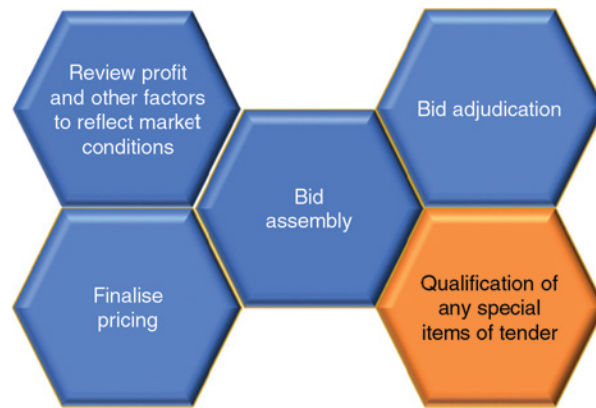 Review profit
and other factors
to reflect market
conditions
Bid adjudication
Bid
assembly
Finalise
pricing
Qualification of
any special
items of tender